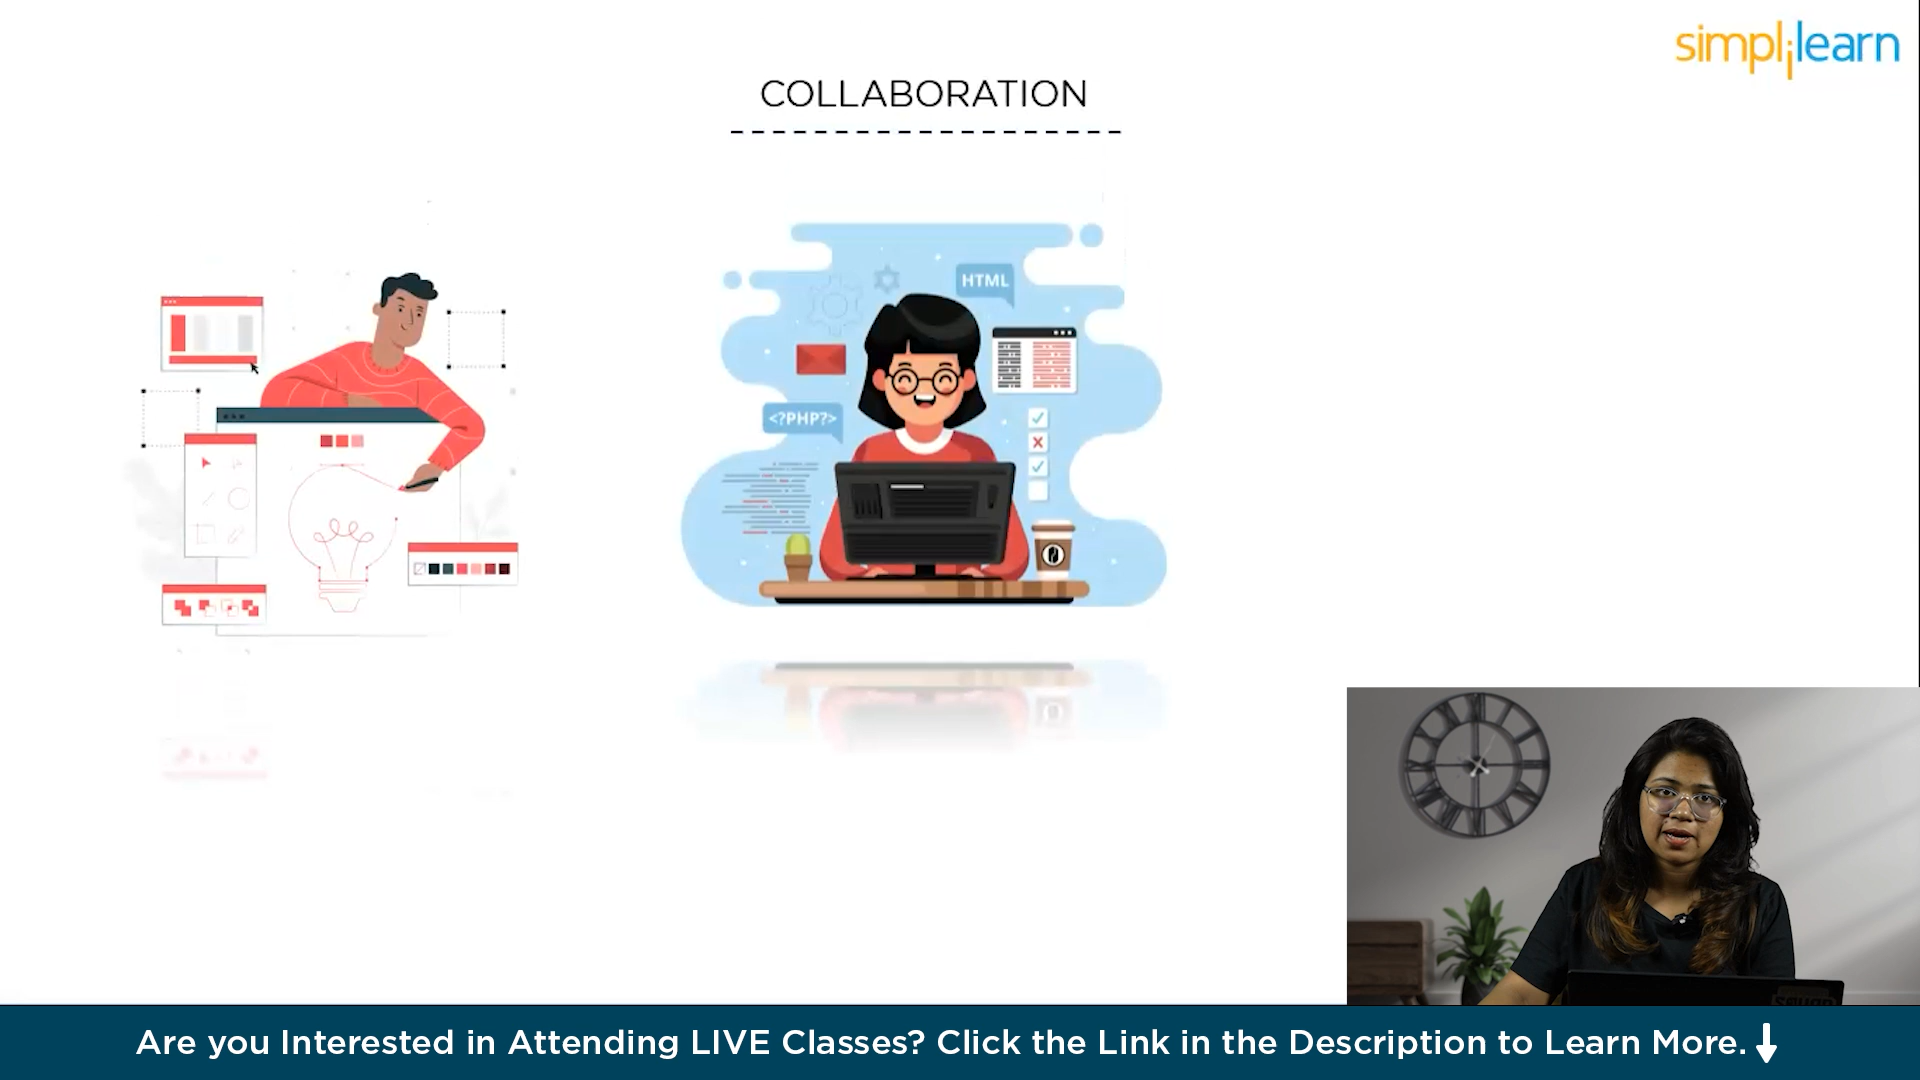 simplilearn
COLLABORATION
HTML
<?PHP?>
Are you Interested in Attending LIVE Classes? Click the Link in the Description to Learn More.